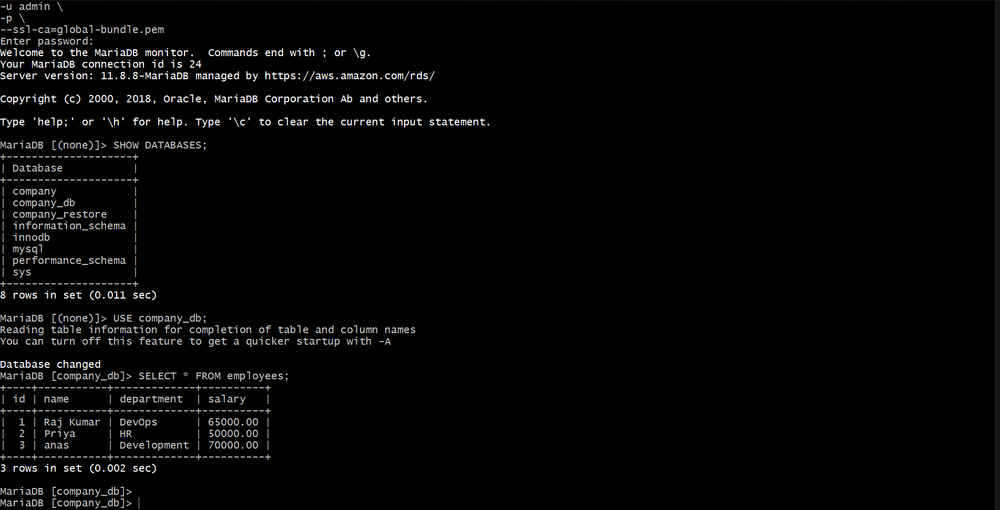 -u admin \
-p \
--ssl-ca=global-bundle.pem
Enter password:
Welcome to the MariaDB monitor.  Commands end with ; or \g.
Your MariaDB connection id is 24
Server version: 11.8.8-MariaDB managed by https://aws.amazon.com/rds/

Copyright (c) 2000, 2018, Oracle, MariaDB Corporation Ab and others.

Type 'help;' or '\h' for help. Type '\c' to clear the current input statement.

MariaDB [(none)]> SHOW DATABASES;
+--------------------+
| Database           |
+--------------------+
| company            |
| company_db         |
| company_restore    |
| information_schema |
| innodb             |
| mysql              |
| performance_schema |
| sys                |
+--------------------+
8 rows in set (0.011 sec)

MariaDB [(none)]> USE company_db;
Reading table information for completion of table and column names
You can turn off this feature to get a quicker startup with -A

Database changed
MariaDB [company_db]> SELECT * FROM employees;
+----+-----------+-------------+----------+
| id | name      | department  | salary   |
+----+-----------+-------------+----------+
|  1 | Raj Kumar | DevOps      | 65000.00 |
|  2 | Priya     | HR          | 50000.00 |
|  3 | anas      | Development | 70000.00 |
+----+-----------+-------------+----------+
3 rows in set (0.002 sec)

MariaDB [company_db]>
MariaDB [company_db]>